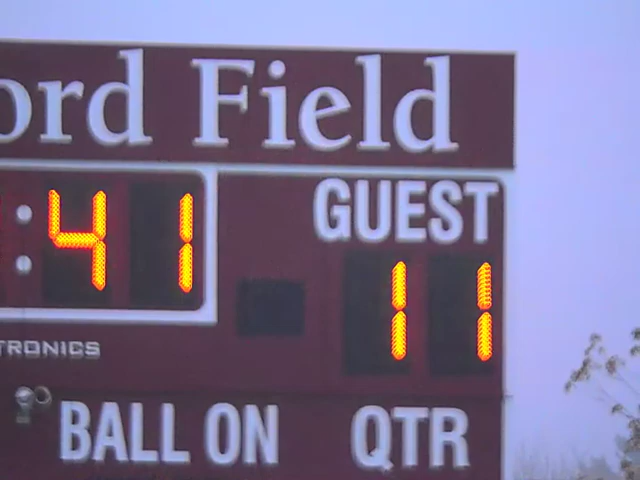 ord Field
:41
GUEST
11
TRONICS
BALL ON QTR